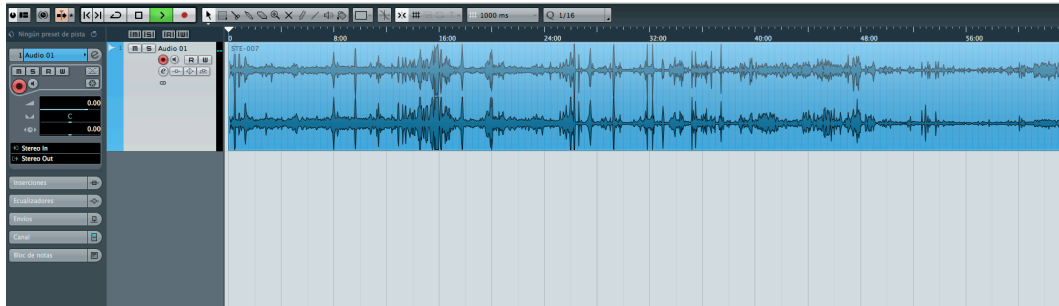 1000 ms
Q 1/16
Ningún preset de pista
m S R W
0
8:00
16:00
24:00
32:00
40:00
48:00
56:00
1 Audio 01
1 m S Audio 01
STE-007
m S R W
R W
e
0.00
C
0.00
Stereo In
Stereo Out
Inserciones
Ecualizadores
Envíos
Canal
Bloc de notas